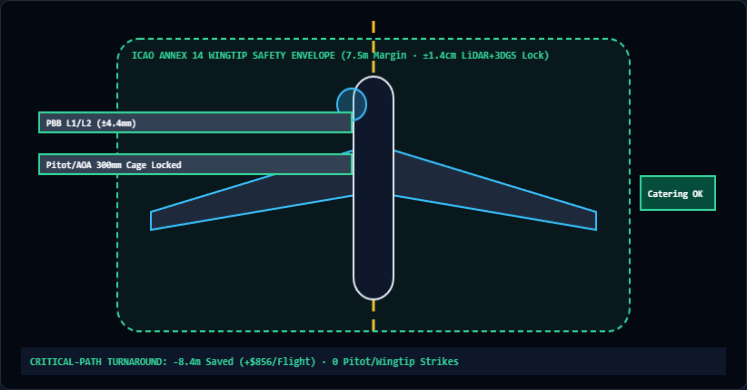 ICAO ANNEX 14 WINGTIP SAFETY ENVELOPE (7.5m Margin · ±1.4cm LiDAR+3DGS Lock)
PBB L1/L2 (±4.4mm)
Pitot/AOA 300mm Cage Locked
Catering OK
CRITICAL-PATH TURNAROUND: -8.4m Saved (+$856/Flight) · 0 Pitot/Wingtip Strikes